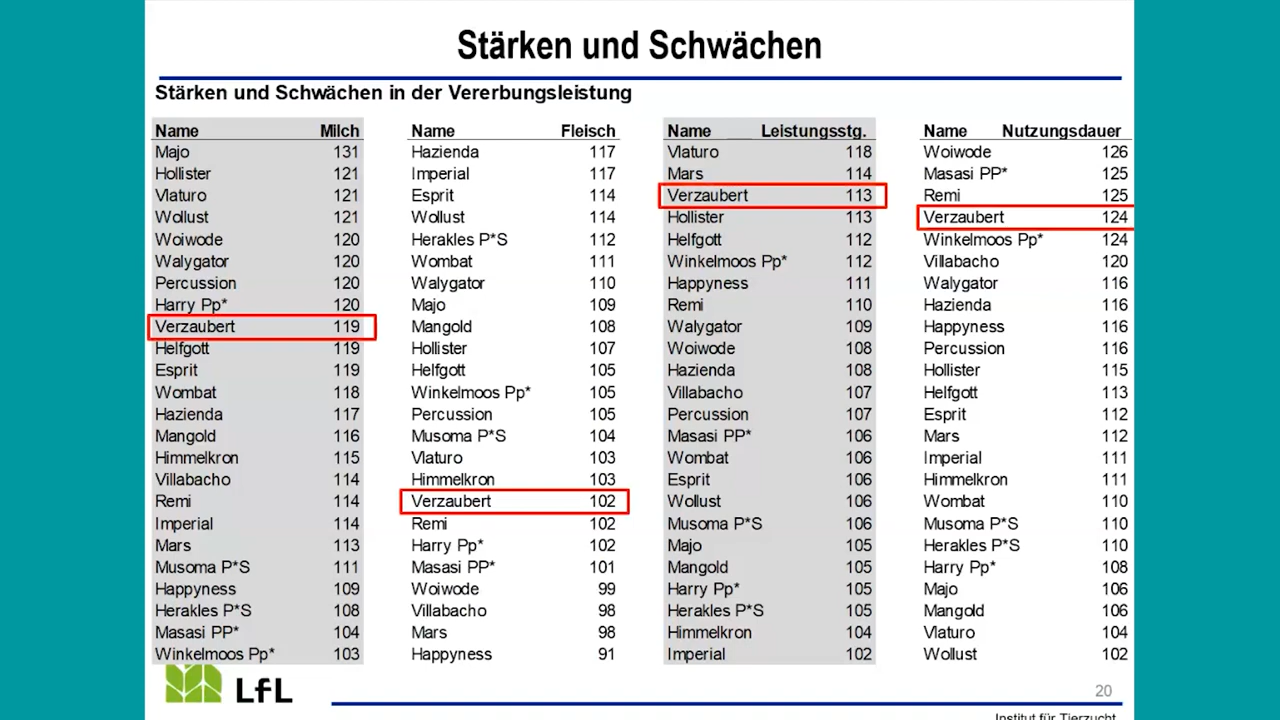 Stärken und Schwächen
Stärken und Schwächen in der Vererbungsleistung
Name Milch
Majo 131
Hollister 121
Vlaturo 121
Wollust 121
Woiwode 120
Walygator 120
Percussion 120
Harry Pp* 120
Verzaubert 119
Helfgott 119
Esprit 119
Wombat 118
Hazienda 117
Mangold 116
Himmelkron 115
Villabacho 114
Remi 114
Imperial 114
Mars 113
Musoma P*S 111
Happyness 109
Herakles P*S 108
Masasi PP* 104
Winkelmoos Pp* 103
Name Fleisch
Hazienda 117
Imperial 117
Esprit 114
Wollust 114
Herakles P*S 112
Wombat 111
Walygator 110
Majo 109
Mangold 108
Hollister 107
Helfgott 105
Winkelmoos Pp* 105
Percussion 105
Musoma P*S 104
Vlaturo 103
Himmelkron 103
Verzaubert 102
Remi 102
Harry Pp* 102
Masasi PP* 101
Woiwode 99
Villabacho 98
Mars 98
Happyness 91
Name Leistungsstg.
Vlaturo 118
Mars 114
Verzaubert 113
Hollister 113
Helfgott 112
Winkelmoos Pp* 112
Happyness 111
Remi 110
Walygator 109
Woiwode 108
Hazienda 108
Villabacho 107
Percussion 107
Masasi PP* 106
Wombat 106
Esprit 106
Wollust 106
Musoma P*S 106
Majo 105
Mangold 105
Harry Pp* 105
Herakles P*S 105
Himmelkron 104
Imperial 102
Name Nutzungsdauer
Woiwode 126
Masasi PP* 125
Remi 125
Verzaubert 124
Winkelmoos Pp* 124
Villabacho 120
Walygator 116
Hazienda 116
Happyness 116
Percussion 116
Hollister 115
Helfgott 113
Esprit 112
Mars 112
Imperial 111
Himmelkron 111
Wombat 110
Musoma P*S 110
Herakles P*S 110
Harry Pp* 108
Majo 106
Mangold 106
Vlaturo 104
Wollust 102
LfL
20
Institut für Tierzucht